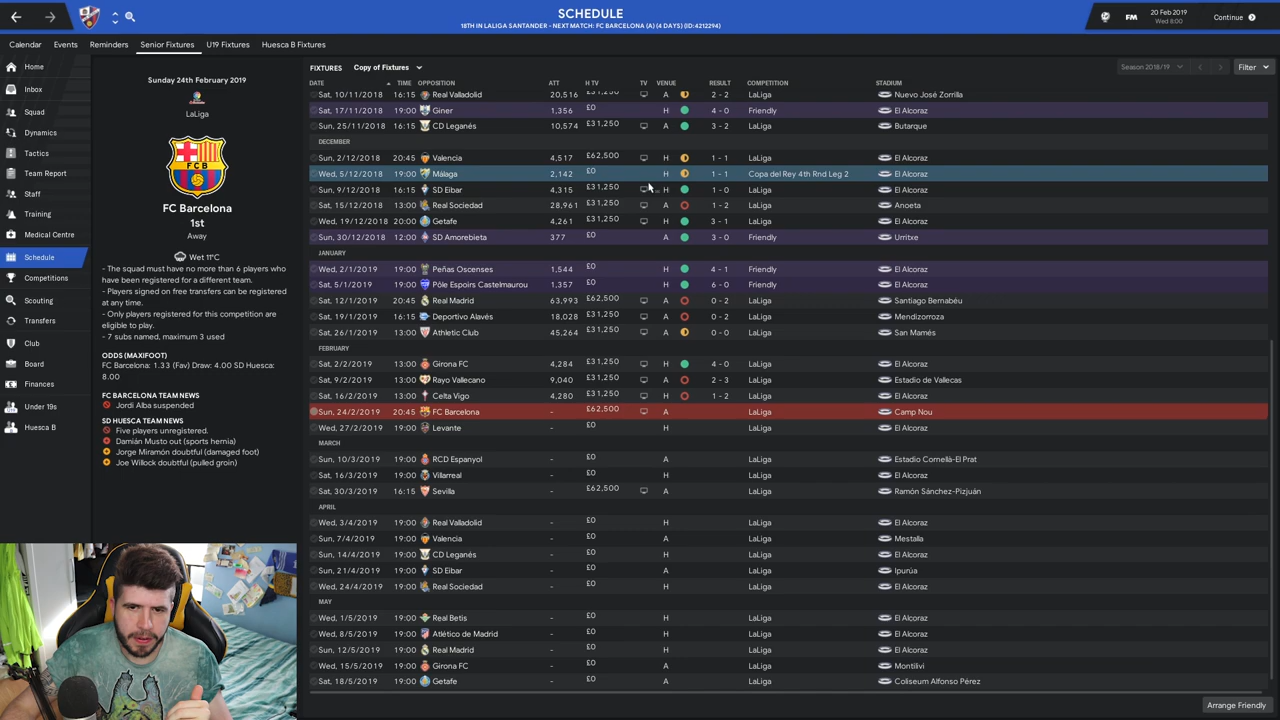 SCHEDULE
18TH IN LALIGA SANTANDER - NEXT MATCH: FC BARCELONA (A) (4 DAYS) (ID:4212294)
FM
20 Feb 2019
Wed 8:00
Continue
Calendar Events Reminders Senior Fixtures U19 Fixtures Huesca B Fixtures
Home
Inbox
Squad
Dynamics
Tactics
Team Report
Staff
Training
Medical Centre
Schedule
Competitions
Scouting
Transfers
Club
Board
Finances
Under 19s
Huesca B
Sunday 24th February 2019
LaLiga
FCB
FC Barcelona
1st
Away
Wet 11°C
- The squad must have no more than 6 players who
have been registered for a different team.
- Players signed on free transfers can be registered
at any time.
- Only players registered for this competition are
eligible to play.
- 7 subs named, maximum 3 used
ODDS (MAXIFOOT)
FC Barcelona: 1.33 (Fav) Draw: 4.00 SD Huesca:
8.00
FC BARCELONA TEAM NEWS
Jordi Alba suspended
SD HUESCA TEAM NEWS
Five players unregistered.
Damián Musto out (sports hernia)
Jorge Miramón doubtful (damaged foot)
Joe Willock doubtful (pulled groin)
FIXTURES Copy of Fixtures
Season 2018/19 Filter
DATE TIME OPPOSITION ATT H TV TV VENUE RESULT COMPETITION STADIUM
Sat, 10/11/2018 16:15 Real Valladolid 20,516 £31,250 A 2 - 2 LaLiga Nuevo José Zorrilla
Sat, 17/11/2018 19:00 Giner 1,356 £0 H 4 - 0 Friendly El Alcoraz
Sun, 25/11/2018 16:15 CD Leganés 10,574 £31,250 A 3 - 2 LaLiga Butarque
DECEMBER
Sun, 2/12/2018 20:45 Valencia 4,517 £62,500 H 1 - 1 LaLiga El Alcoraz
Wed, 5/12/2018 19:00 Málaga 2,142 £0 H 1 - 1 Copa del Rey 4th Rnd Leg 2 El Alcoraz
Sun, 9/12/2018 16:15 SD Eibar 4,315 £31,250 H 1 - 0 LaLiga El Alcoraz
Sat, 15/12/2018 13:00 Real Sociedad 28,961 £31,250 A 1 - 2 LaLiga Anoeta
Wed, 19/12/2018 20:00 Getafe 4,261 £31,250 H 3 - 1 LaLiga El Alcoraz
Sun, 30/12/2018 12:00 SD Amorebieta 377 £0 A 3 - 0 Friendly Urritxe
JANUARY
Wed, 2/1/2019 19:00 Peñas Oscenses 1,544 £0 H 4 - 1 Friendly El Alcoraz
Sat, 5/1/2019 19:00 Pôle Espoirs Castelmaurou 1,357 £0 H 6 - 0 Friendly El Alcoraz
Sat, 12/1/2019 20:45 Real Madrid 63,993 £62,500 A 0 - 2 LaLiga Santiago Bernabéu
Sat, 19/1/2019 16:15 Deportivo Alavés 18,028 £31,250 A 0 - 2 LaLiga Mendizorroza
Sat, 26/1/2019 13:00 Athletic Club 45,264 £31,250 A 0 - 0 LaLiga San Mamés
FEBRUARY
Sat, 2/2/2019 13:00 Girona FC 4,284 £31,250 H 4 - 0 LaLiga El Alcoraz
Sat, 9/2/2019 13:00 Rayo Vallecano 9,040 £31,250 A 2 - 3 LaLiga Estadio de Vallecas
Sat, 16/2/2019 13:00 Celta Vigo 4,280 £31,250 H 1 - 2 LaLiga El Alcoraz
Sun, 24/2/2019 20:45 FC Barcelona - £62,500 A LaLiga Camp Nou
Wed, 27/2/2019 19:00 Levante - £0 H LaLiga El Alcoraz
MARCH
Sun, 10/3/2019 19:00 RCD Espanyol - £0 A LaLiga Estadio Cornellà-El Prat
Sat, 16/3/2019 19:00 Villarreal - £0 H LaLiga El Alcoraz
Sat, 30/3/2019 16:15 Sevilla - £62,500 A LaLiga Ramón Sánchez-Pizjuán
APRIL
Wed, 3/4/2019 19:00 Real Valladolid - £0 H LaLiga El Alcoraz
Sun, 7/4/2019 19:00 Valencia - £0 A LaLiga Mestalla
Sun, 14/4/2019 19:00 CD Leganés - £0 H LaLiga El Alcoraz
Sun, 21/4/2019 19:00 SD Eibar - £0 A LaLiga Ipurúa
Wed, 24/4/2019 19:00 Real Sociedad - £0 H LaLiga El Alcoraz
MAY
Wed, 1/5/2019 19:00 Real Betis - £0 H LaLiga El Alcoraz
Wed, 8/5/2019 19:00 Atlético de Madrid - £0 H LaLiga El Alcoraz
Sun, 12/5/2019 19:00 Real Madrid - £0 H LaLiga El Alcoraz
Wed, 15/5/2019 19:00 Girona FC - £0 A LaLiga Montilivi
Sat, 18/5/2019 19:00 Getafe - £0 A LaLiga Coliseum Alfonso Pérez
Arrange Friendly